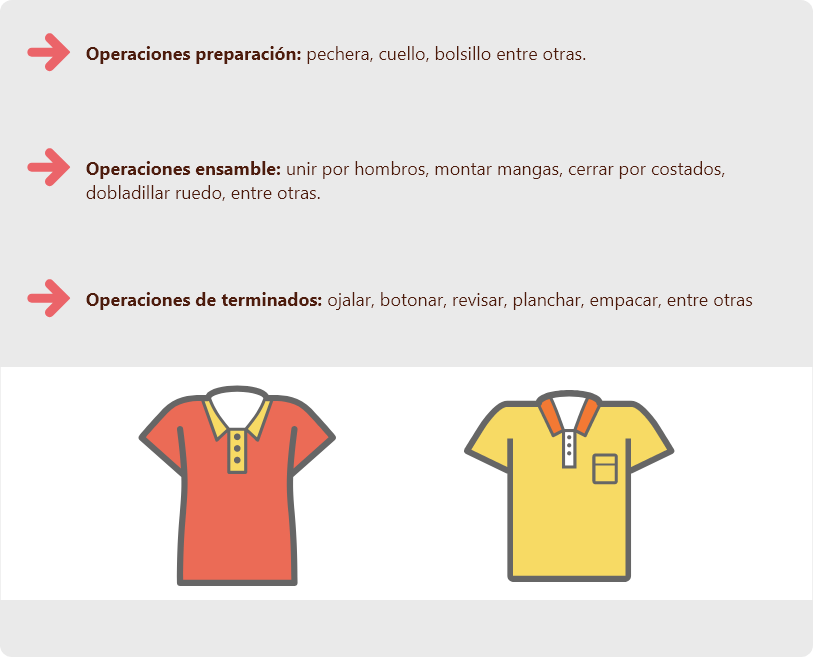 Operaciones preparación: pechera, cuello, bolsillo entre otras.
Operaciones ensamble: unir por hombros, montar mangas, cerrar por costados,
dobladillar ruedo, entre otras.
Operaciones de terminados: ojalar, botonar, revisar, planchar, empacar, entre otras